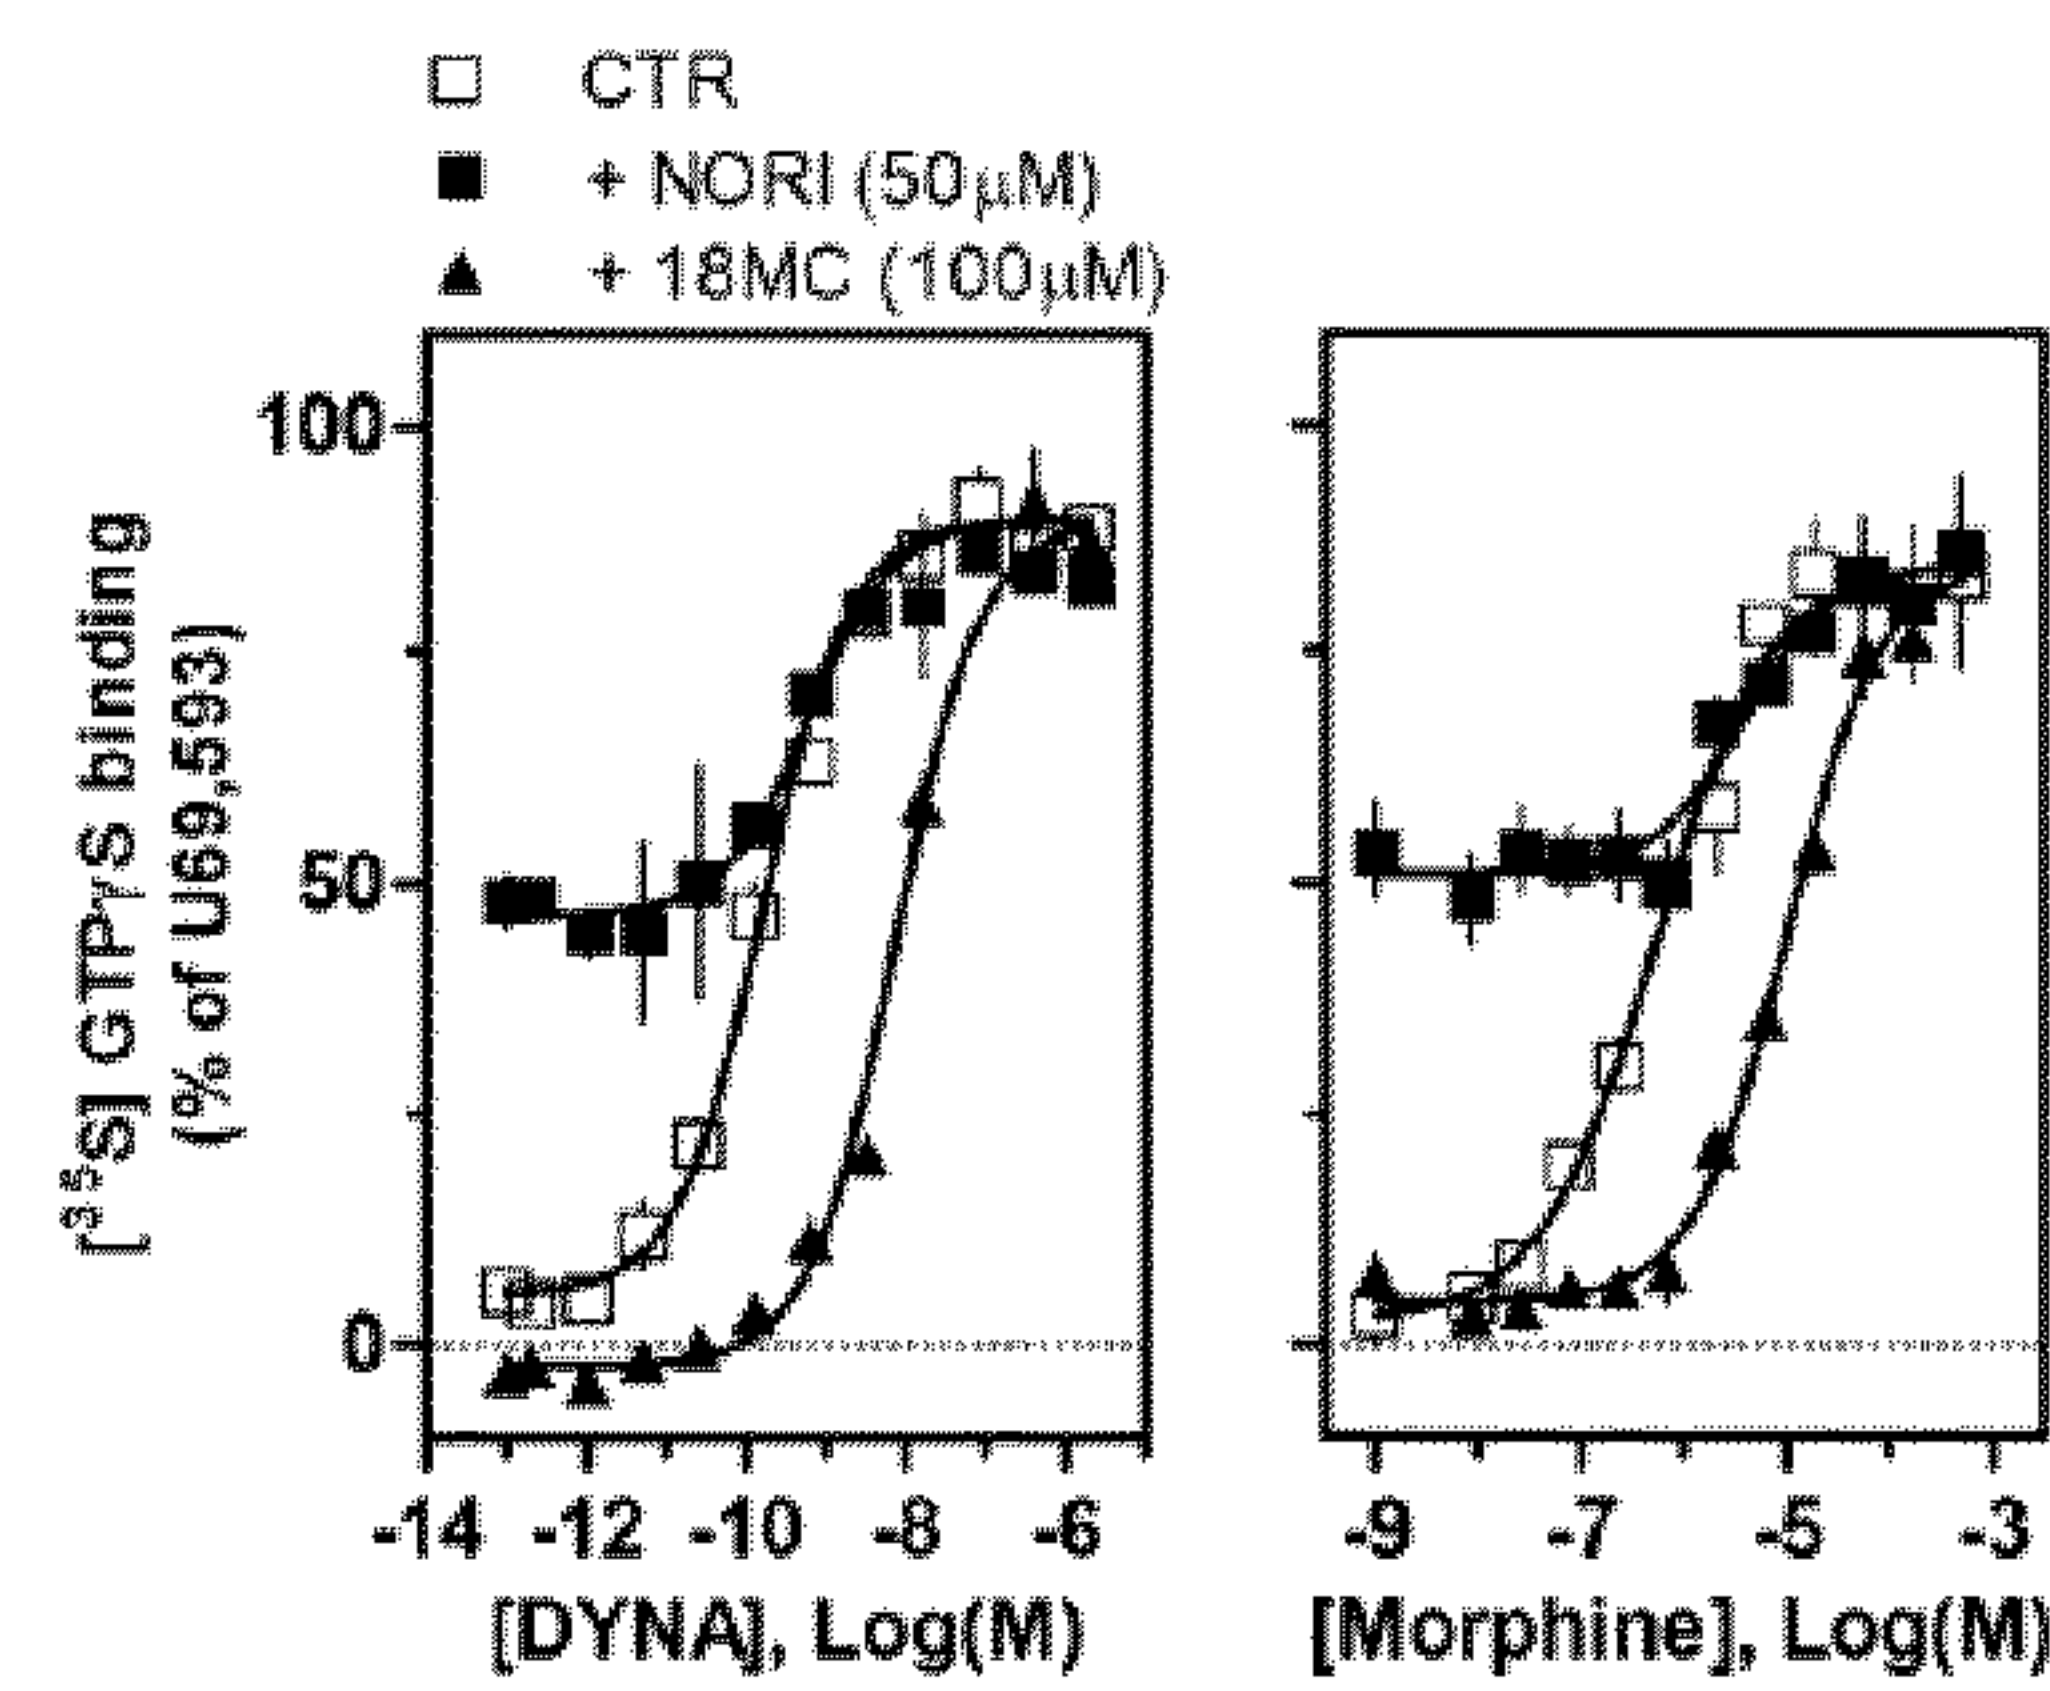 CTR
+ NORI (50µM)
+ 18MC (100µM)
[³⁵S] GTPγS binding
(% of U69,593)
100
50
0
-14 -12 -10 -8 -6
[DYNA], Log(M)
-9 -7 -5 -3
[Morphine], Log(M)